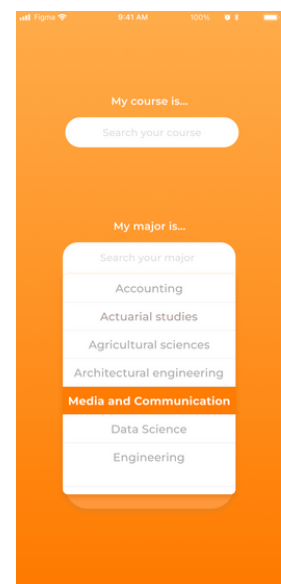 Figma 9:41 AM 100%
My course is...
Search your course
My major is...
Search your major
Accounting
Actuarial studies
Agricultural sciences
Architectural engineering
Media and Communication
Data Science
Engineering